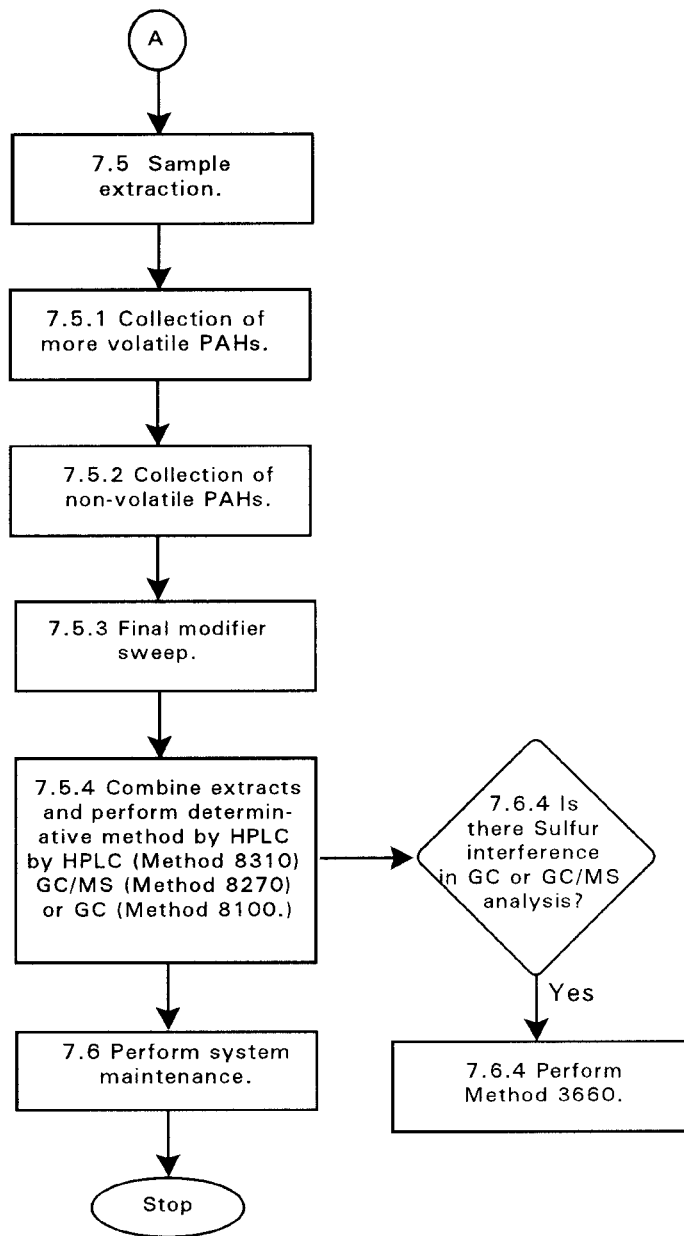 A
7.5 Sample
extraction.
7.5.1 Collection of
more volatile PAHs.
7.5.2 Collection of
non-volatile PAHs.
7.5.3 Final modifier
sweep.
7.5.4 Combine extracts
and perform determin-
ative method by HPLC
by HPLC (Method 8310)
GC/MS (Method 8270)
or GC (Method 8100.)
7.6.4 Is
there Sulfur
interference
in GC or GC/MS
analysis?
Yes
7.6 Perform system
maintenance.
7.6.4 Perform
Method 3660.
Stop